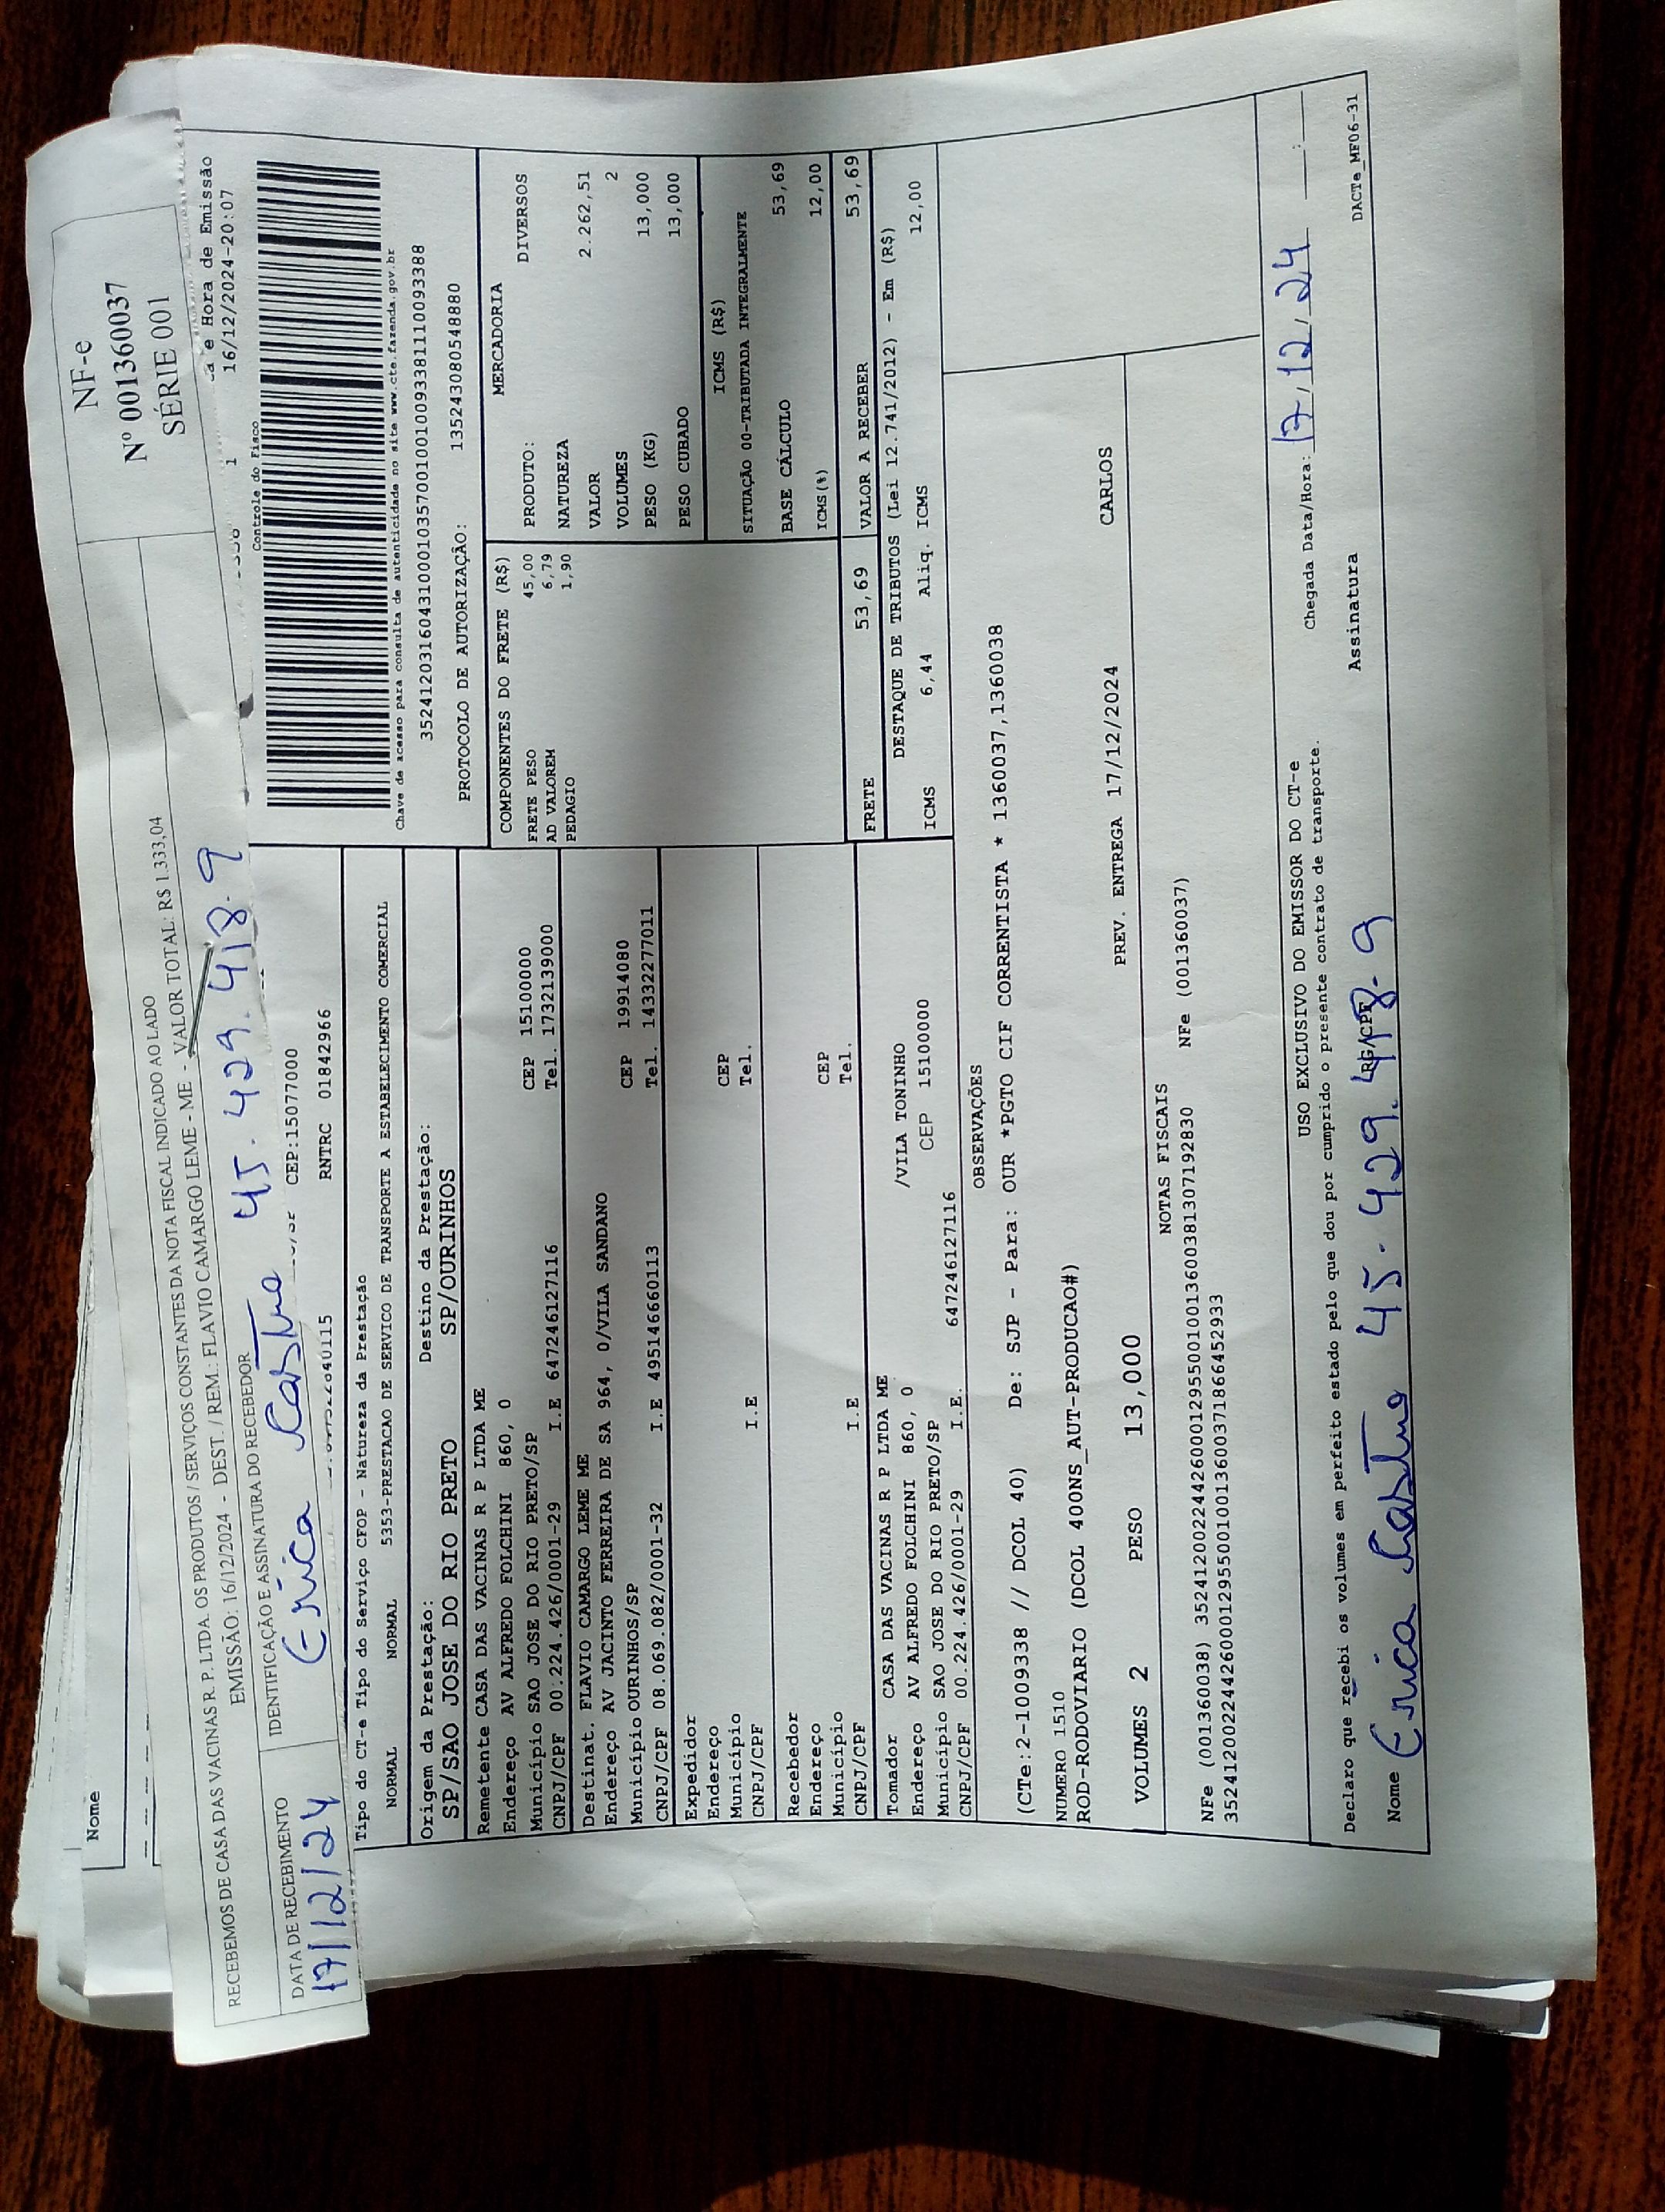 Nome
RECEBEMOS DE CASA DAS VACINAS R. P. LTDA. OS PRODUTOS / SERVIÇOS CONSTANTES DA NOTA FISCAL INDICADO AO LADO
EMISSÃO: 16/12/2024 - DEST. / REM.: FLAVIO CAMARGO LEME - ME - VALOR TOTAL: R$ 1.333,04
NF-e
Nº 001360037
SÉRIE 001
DATA DE RECEBIMENTO
17/12/24
IDENTIFICAÇÃO E ASSINATURA DO RECEBEDOR
Erica Castro 45.429.418-9
e Hora de Emissão
1 16/12/2024-20:07
Controle do Fisco
CEP:15077000
RNTRC 01842966
Chave de acesso para consulta de autenticidade no site www.cte.fazenda.gov.br
35241203160431000103570010010093381110093388
PROTOCOLO DE AUTORIZAÇÃO: 135243080548880
Tipo do CT-e Tipo do Serviço CFOP - Natureza da Prestação
NORMAL NORMAL 5353-PRESTACAO DE SERVICO DE TRANSPORTE A ESTABELECIMENTO COMERCIAL
Origem da Prestação: Destino da Prestação:
SP/SAO JOSE DO RIO PRETO SP/OURINHOS
Remetente CASA DAS VACINAS R P LTDA ME
Endereço AV ALFREDO FOLCHINI 860, 0 CEP 15100000
Município SAO JOSE DO RIO PRETO/SP Tel. 1732139000
CNPJ/CPF 00.224.426/0001-29 I.E 647246127116
Destinat. FLAVIO CAMARGO LEME ME
Endereço AV JACINTO FERREIRA DE SA 964, 0/VILA SANDANO CEP 19914080
Município OURINHOS/SP Tel. 1433227011
CNPJ/CPF 08.069.082/0001-32 I.E 495146660113
Expedidor
Endereço CEP
Município Tel.
CNPJ/CPF I.E
Recebedor
Endereço CEP
Município Tel.
CNPJ/CPF I.E
Tomador CASA DAS VACINAS R P LTDA ME
Endereço AV ALFREDO FOLCHINI 860, 0 /VILA TONINHO
Município SAO JOSE DO RIO PRETO/SP CEP 15100000
CNPJ/CPF 00.224.426/0001-29 I.E. 647246127116
COMPONENTES DO FRETE (R$)
FRETE PESO 45,00
AD VALOREM 6,79
PEDAGIO 1,90
MERCADORIA
PRODUTO: DIVERSOS
NATUREZA
VALOR 2.262,51
VOLUMES 2
PESO (KG) 13,000
PESO CUBADO 13,000
ICMS (R$)
SITUAÇÃO 00-TRIBUTADA INTEGRALMENTE
BASE CÁLCULO 53,69
ICMS(%) 12,00
FRETE 53,69 VALOR A RECEBER 53,69
DESTAQUE DE TRIBUTOS (Lei 12.741/2012) - Em (R$)
ICMS 6,44 Aliq. ICMS 12,00
OBSERVAÇÕES
(CTe:2-1009338 // DCOL 40) De: SJP - Para: OUR *PGTO CIF CORRENTISTA * 1360037,1360038
NUMERO 1510
ROD-RODOVIARIO (DCOL 400NS_AUT-PRODUCAO#)
VOLUMES 2 PESO 13,000 PREV. ENTREGA 17/12/2024 CARLOS
NOTAS FISCAIS
NFe (001360038) 35241200224426000129550010013600381307192830 NFe (001360037)
35241200224426000129550010013600371866452933
USO EXCLUSIVO DO EMISSOR DO CT-e
Chegada Data/Hora: 17/12/24 __:__
Declaro que recebi os volumes em perfeito estado pelo que dou por cumprido o presente contrato de transporte.
Nome Erica Castro 45.429.418-9 RG/CPF Assinatura
DACTe_MF06-31